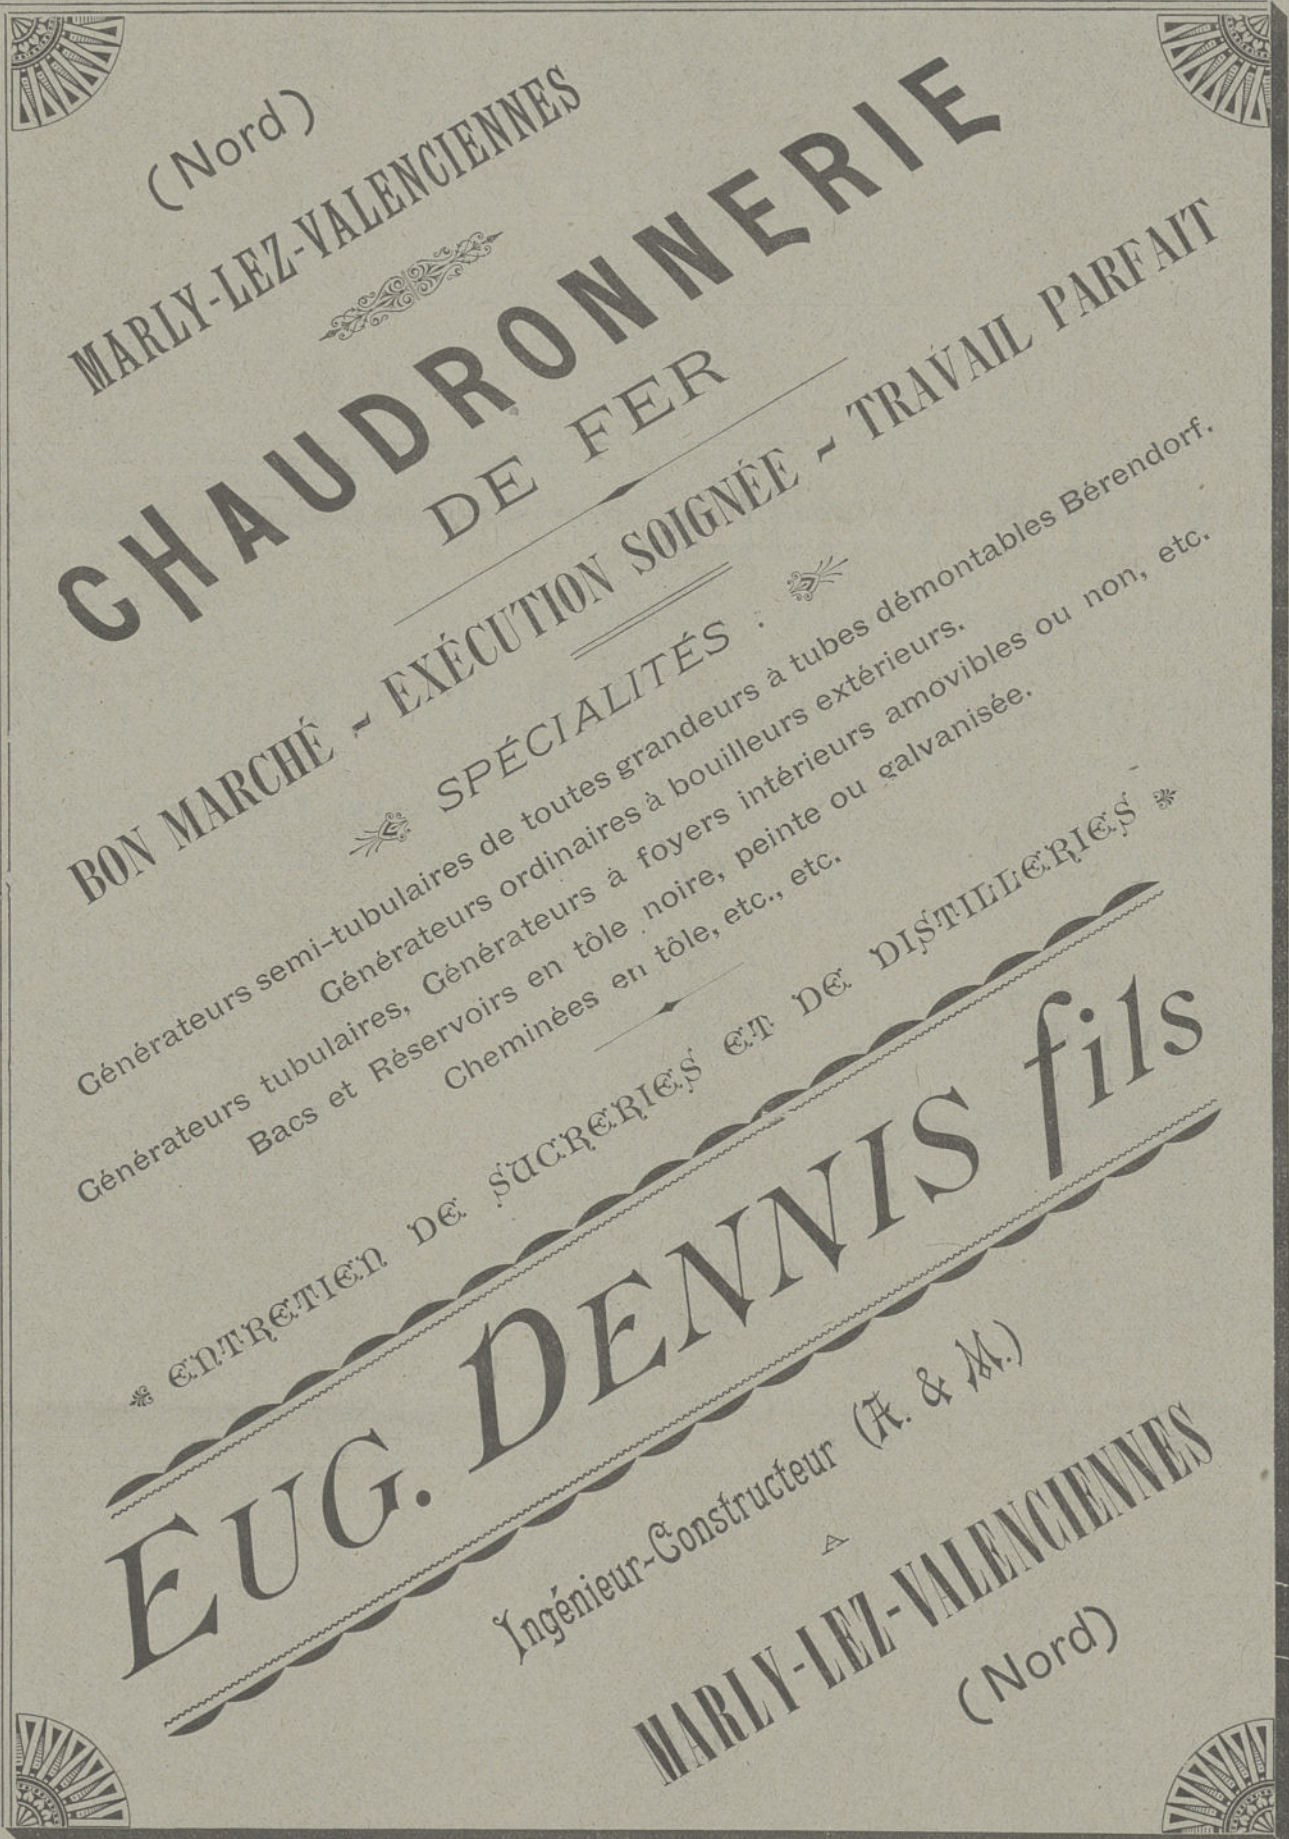 (Nord)
MARLY-LEZ-VALENCIENNES
CHAUDRONNERIE
DE FER
BON MARCHÉ - EXÉCUTION SOIGNÉE - TRAVAIL PARFAIT
SPÉCIALITÉS :
Générateurs semi-tubulaires de toutes grandeurs à tubes démontables Bérendorf.
Générateurs ordinaires à bouilleurs extérieurs.
Générateurs tubulaires, Générateurs à foyers intérieurs amovibles ou non, etc.
Bacs et Réservoirs en tôle noire, peinte ou galvanisée.
Cheminées en tôle, etc., etc.
ENTRETIEN DE SUCRERIES ET DE DISTILLERIES
EUG. DENNIS fils
Ingénieur-Constructeur (A. & M.)
A
MARLY-LEZ-VALENCIENNES
(Nord)